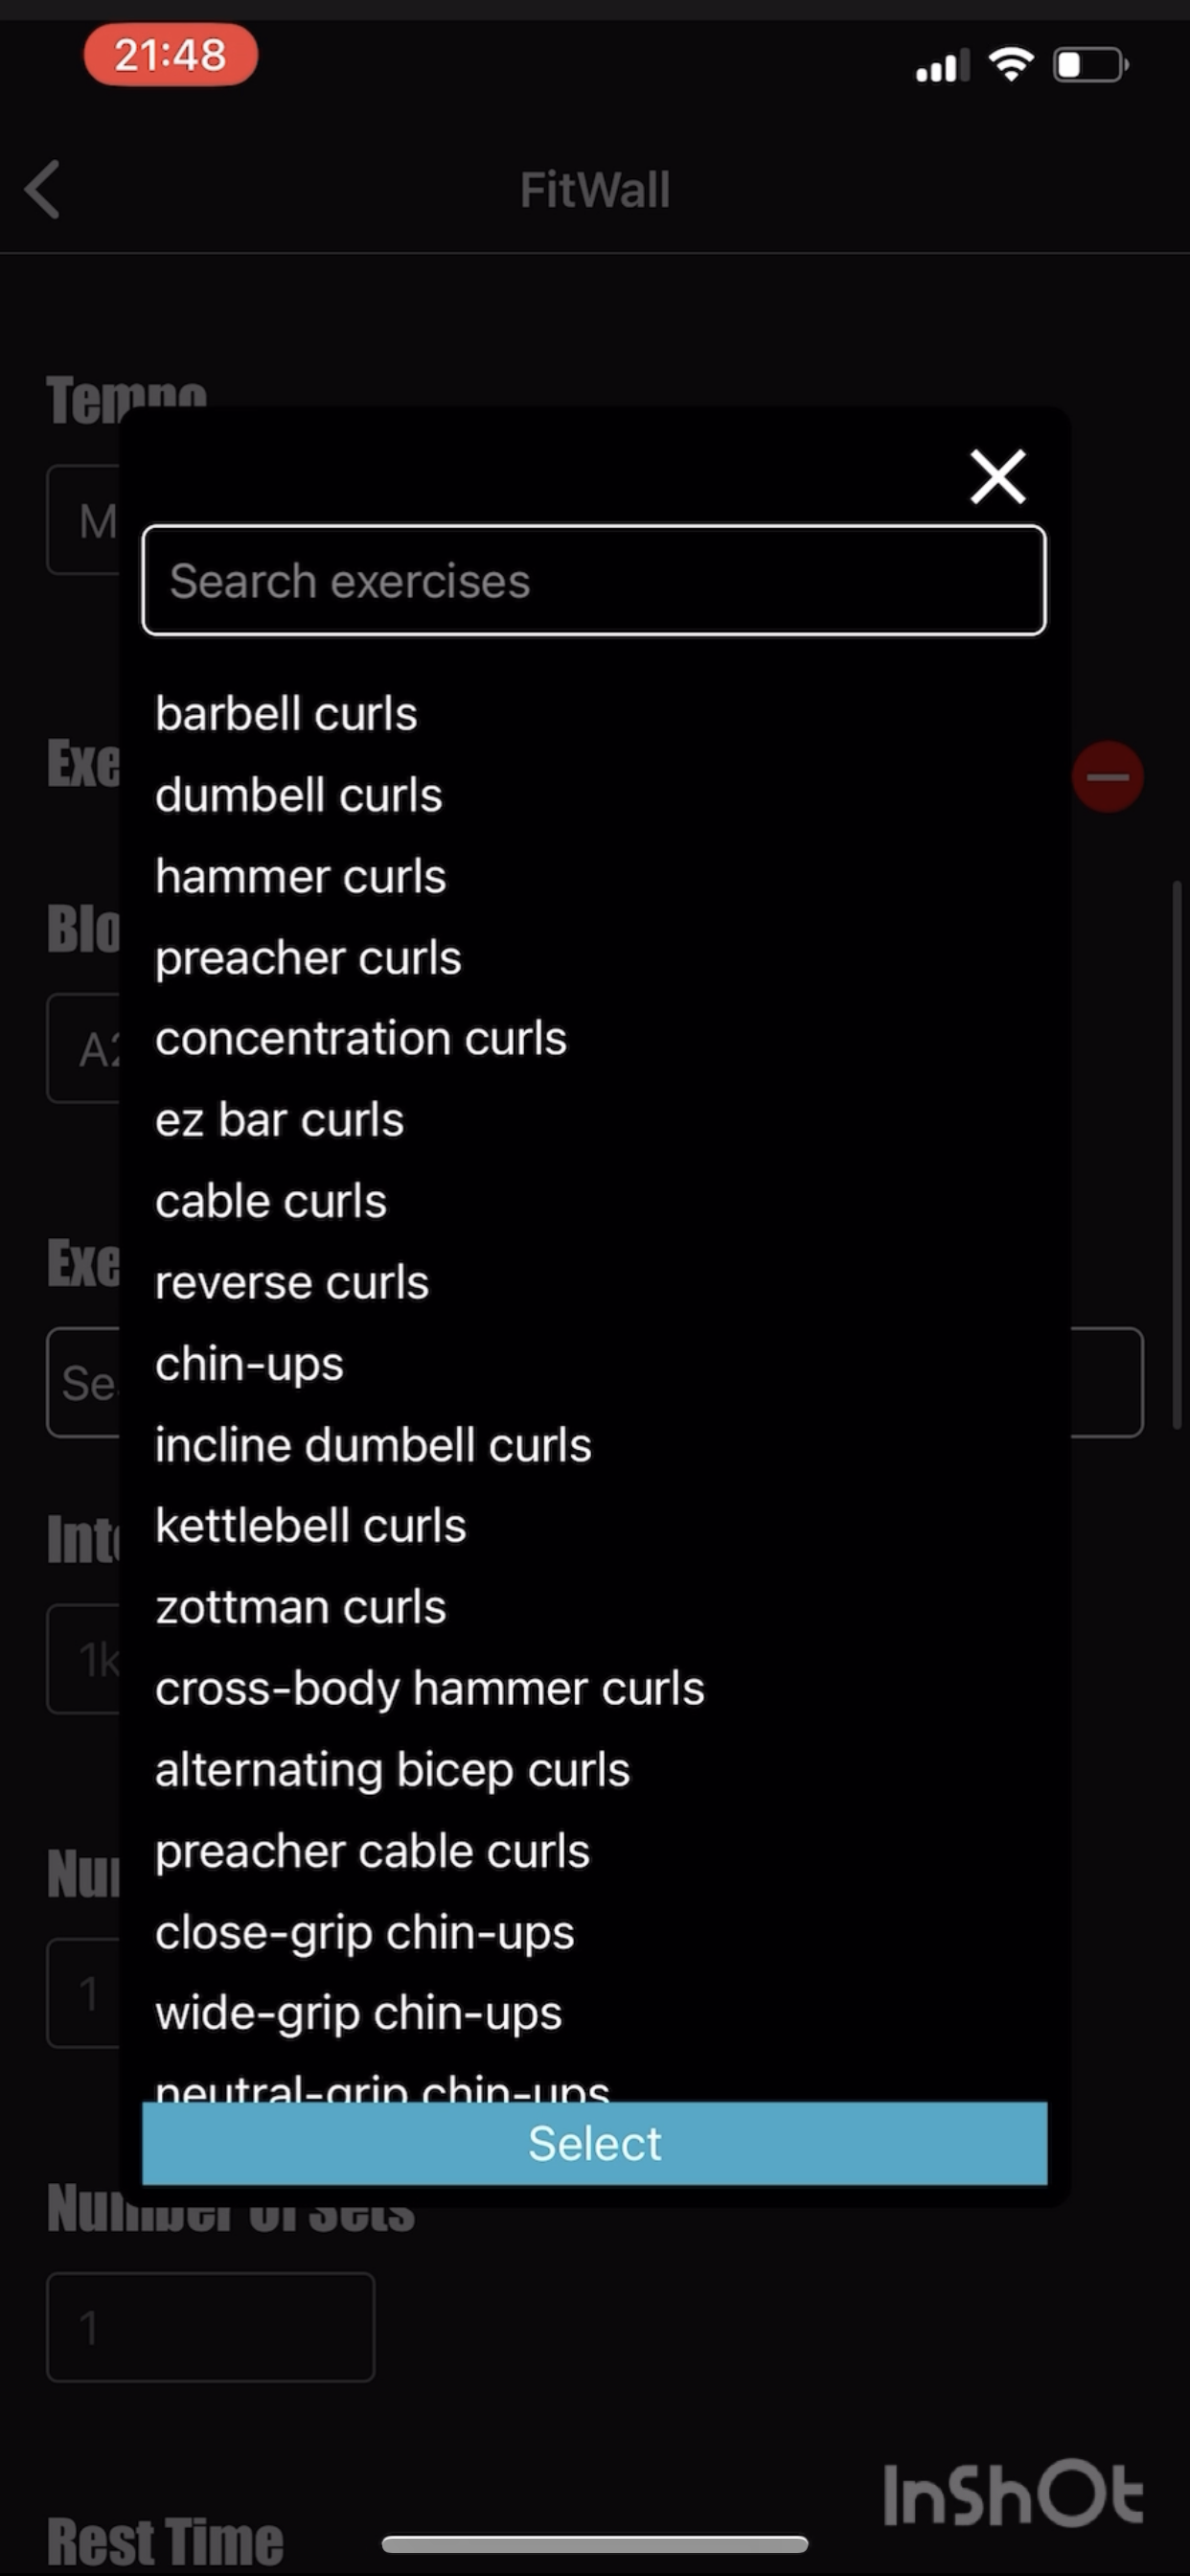 21:48
FitWall
Tempo
M
Search exercises
barbell curls
dumbell curls
hammer curls
preacher curls
concentration curls
ez bar curls
cable curls
reverse curls
chin-ups
incline dumbell curls
kettlebell curls
zottman curls
cross-body hammer curls
alternating bicep curls
preacher cable curls
close-grip chin-ups
wide-grip chin-ups
neutral-grip chin-ups
Select
Exe
Blo
A2
Exe
Se
Int
1k
Nu
1
Number of sets
1
Rest Time
InShOt